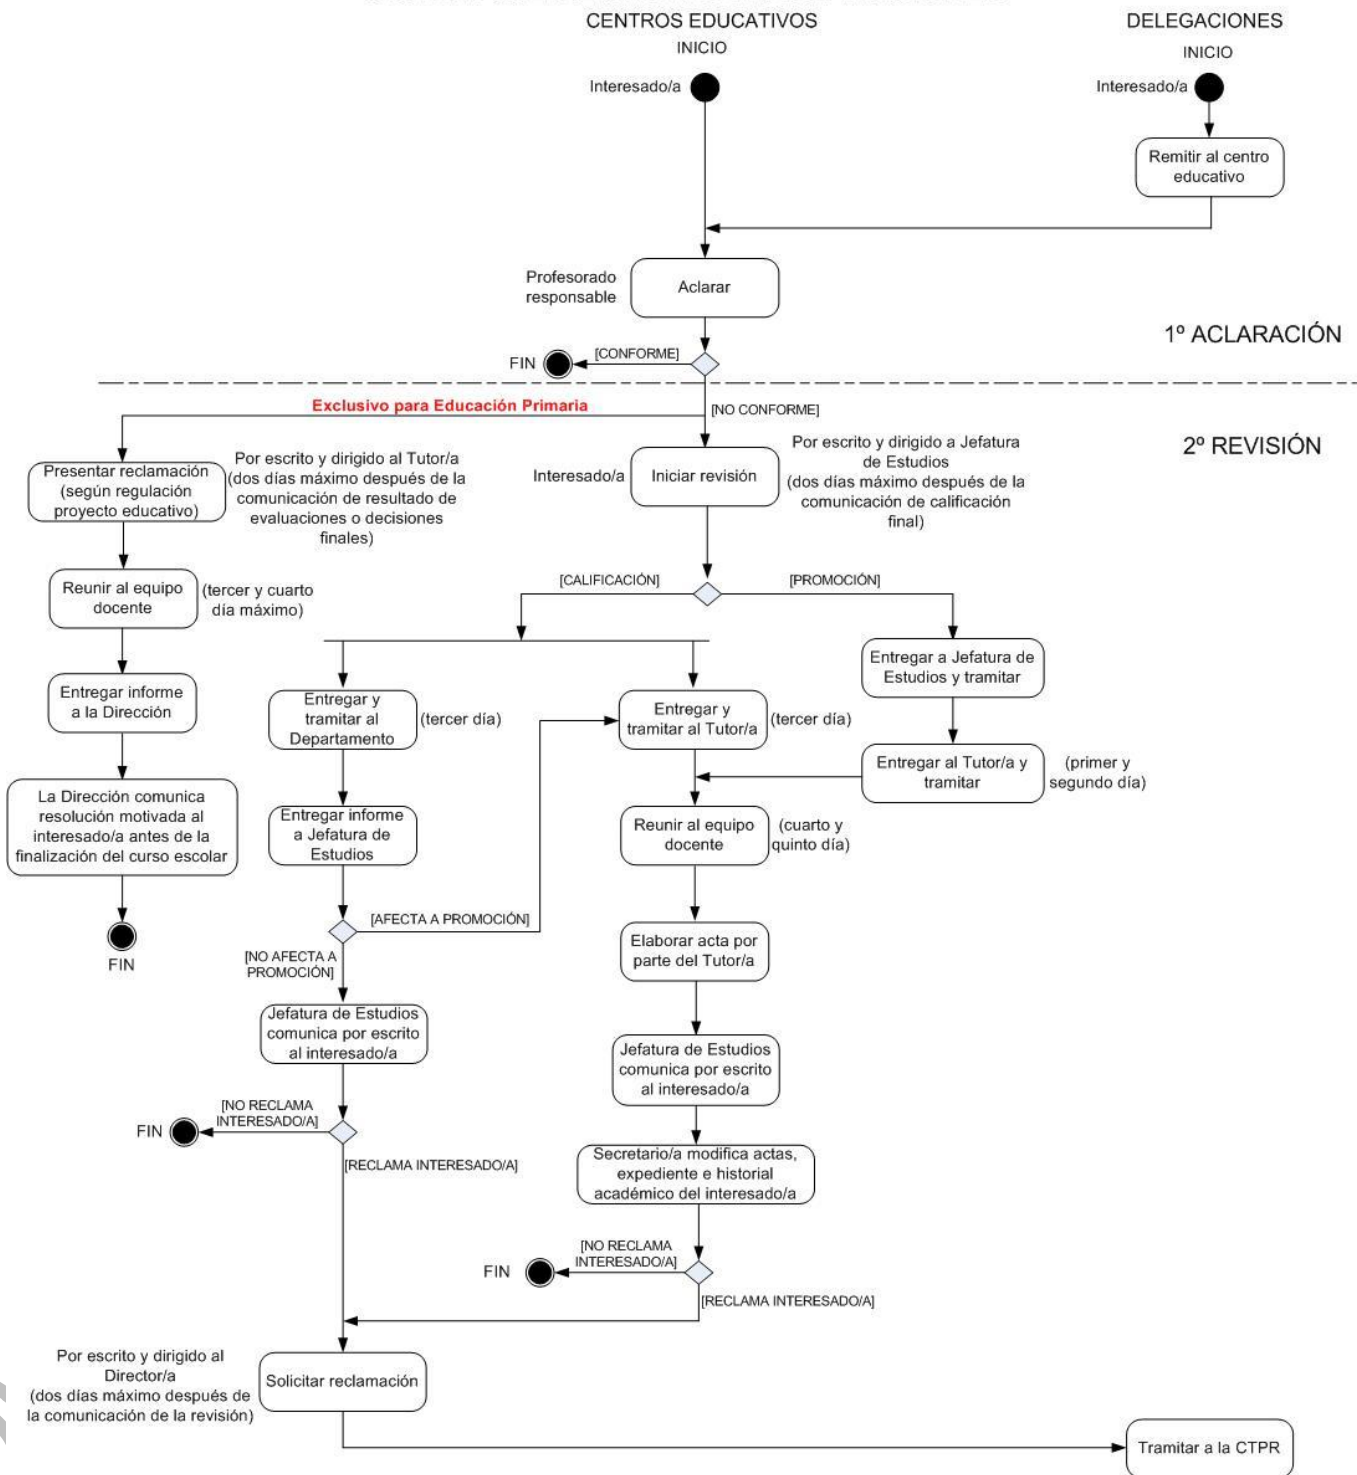 CENTROS EDUCATIVOS
DELEGACIONES
INICIO
INICIO
Interesado/a
Interesado/a
Remitir al centro
educativo
Profesorado
responsable
Aclarar
1º ACLARACIÓN
FIN
[CONFORME]
Exclusivo para Educación Primaria
[NO CONFORME]
2º REVISIÓN
Presentar reclamación
(según regulación
proyecto educativo)
Por escrito y dirigido al Tutor/a
(dos días máximo después de la
comunicación de resultado de
evaluaciones o decisiones
finales)
Interesado/a
Iniciar revisión
Por escrito y dirigido a Jefatura
de Estudios
(dos días máximo después de la
comunicación de calificación
final)
Reunir al equipo
docente
(tercer y cuarto
día máximo)
[CALIFICACIÓN]
[PROMOCIÓN]
Entregar informe
a la Dirección
Entregar a Jefatura de
Estudios y tramitar
Entregar y
tramitar al
Departamento
(tercer día)
Entregar y
tramitar al Tutor/a
(tercer día)
Entregar al Tutor/a y
tramitar
(primer y
segundo día)
La Dirección comunica
resolución motivada al
interesado/a antes de la
finalización del curso escolar
Entregar informe
a Jefatura de
Estudios
Reunir al equipo
docente
(cuarto y
quinto día)
FIN
[AFECTA A PROMOCIÓN]
[NO AFECTA A
PROMOCIÓN]
Elaborar acta por
parte del Tutor/a
Jefatura de Estudios
comunica por escrito
al interesado/a
Jefatura de Estudios
comunica por escrito
al interesado/a
FIN
[NO RECLAMA
INTERESADO/A]
[RECLAMA INTERESADO/A]
Secretario/a modifica actas,
expediente e historial
académico del interesado/a
FIN
[NO RECLAMA
INTERESADO/A]
[RECLAMA INTERESADO/A]
Por escrito y dirigido al
Director/a
(dos días máximo después de
la comunicación de la revisión)
Solicitar reclamación
Tramitar a la CTPR